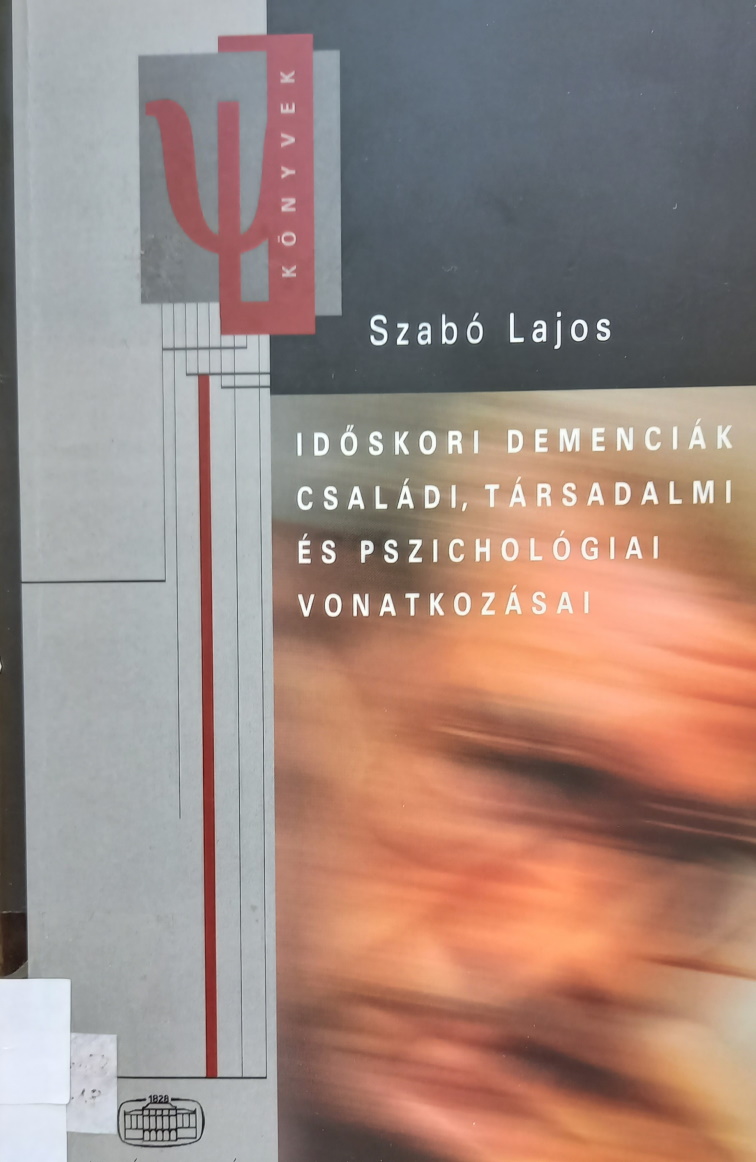 Ψ
KÖNYVEK
Szabó Lajos
IDŐSKORI DEMENCIÁK
CSALÁDI, TÁRSADALMI
ÉS PSZICHOLÓGIAI
VONATKOZÁSAI
1828